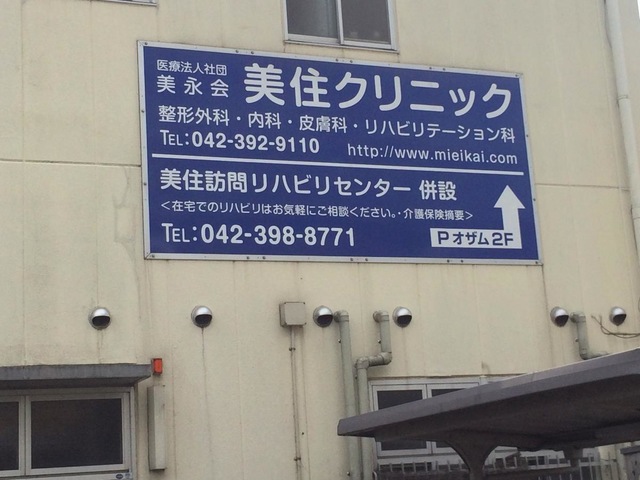 医療法人社団
美永会 美住クリニック
整形外科・内科・皮膚科・リハビリテーション科
TEL:042-392-9110 http://www.mieikai.com
美住訪問リハビリセンター 併設
＜在宅でのリハビリはお気軽にご相談ください。・介護保険摘要＞
TEL:042-398-8771
P オザム2F